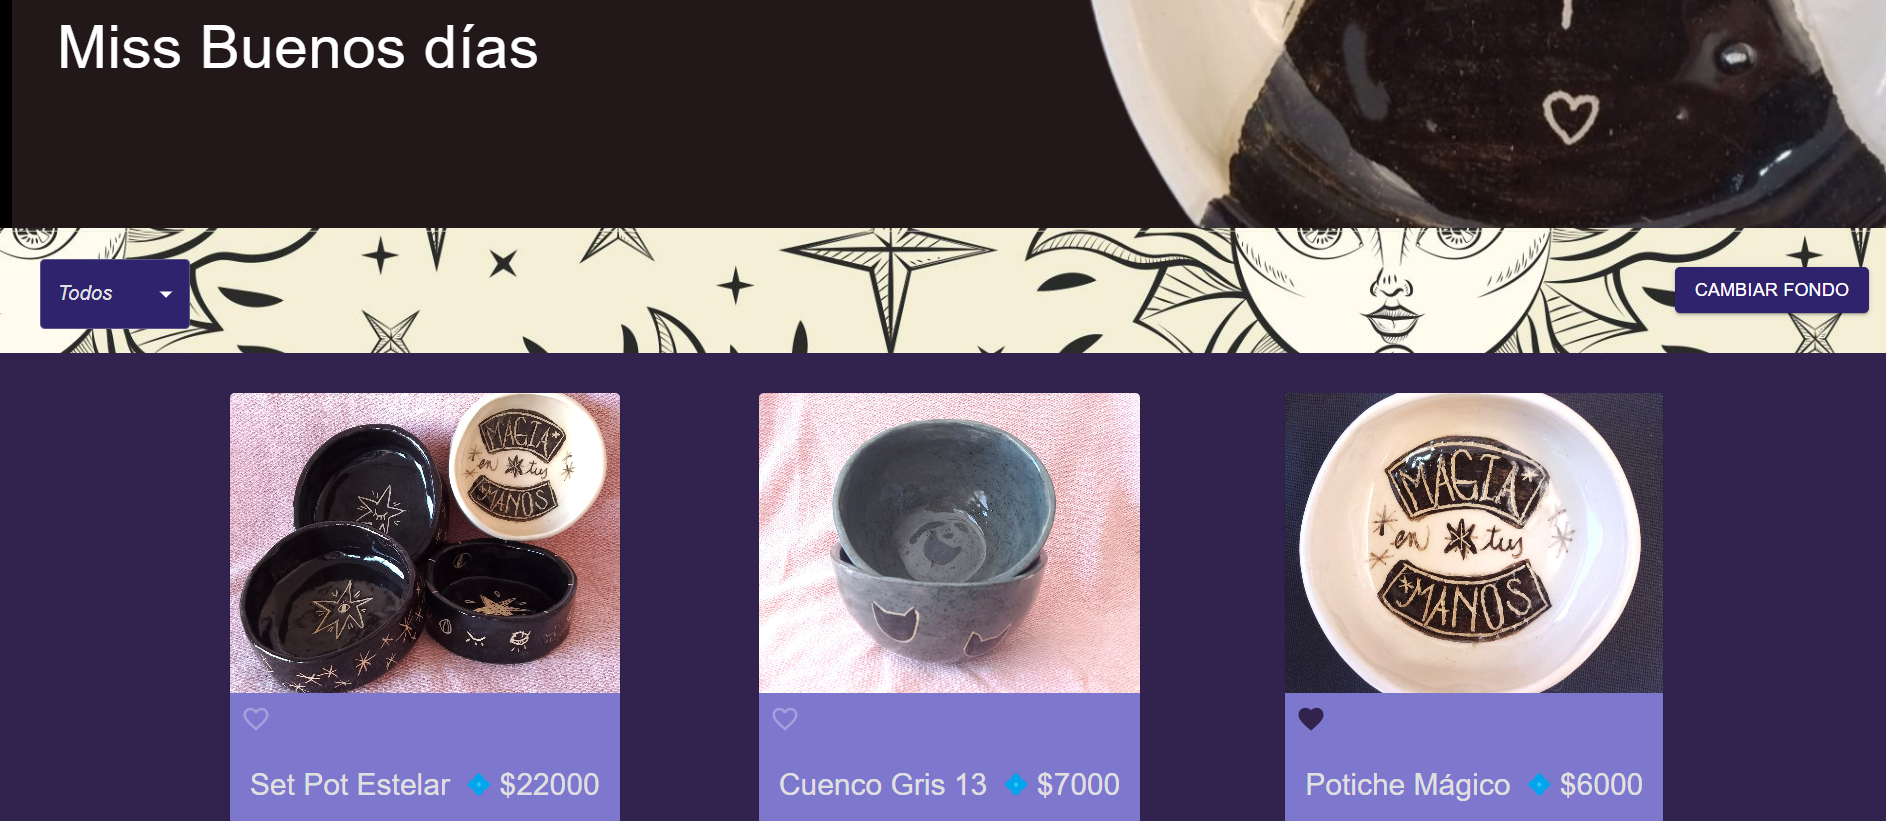 Miss Buenos días
Todos
CAMBIAR FONDO
MAGIA
en tus
MANOS
MAGIA
en tus
MANOS
Set Pot Estelar 💠 $22000
Cuenco Gris 13 💠 $7000
Potiche Mágico 💠 $6000